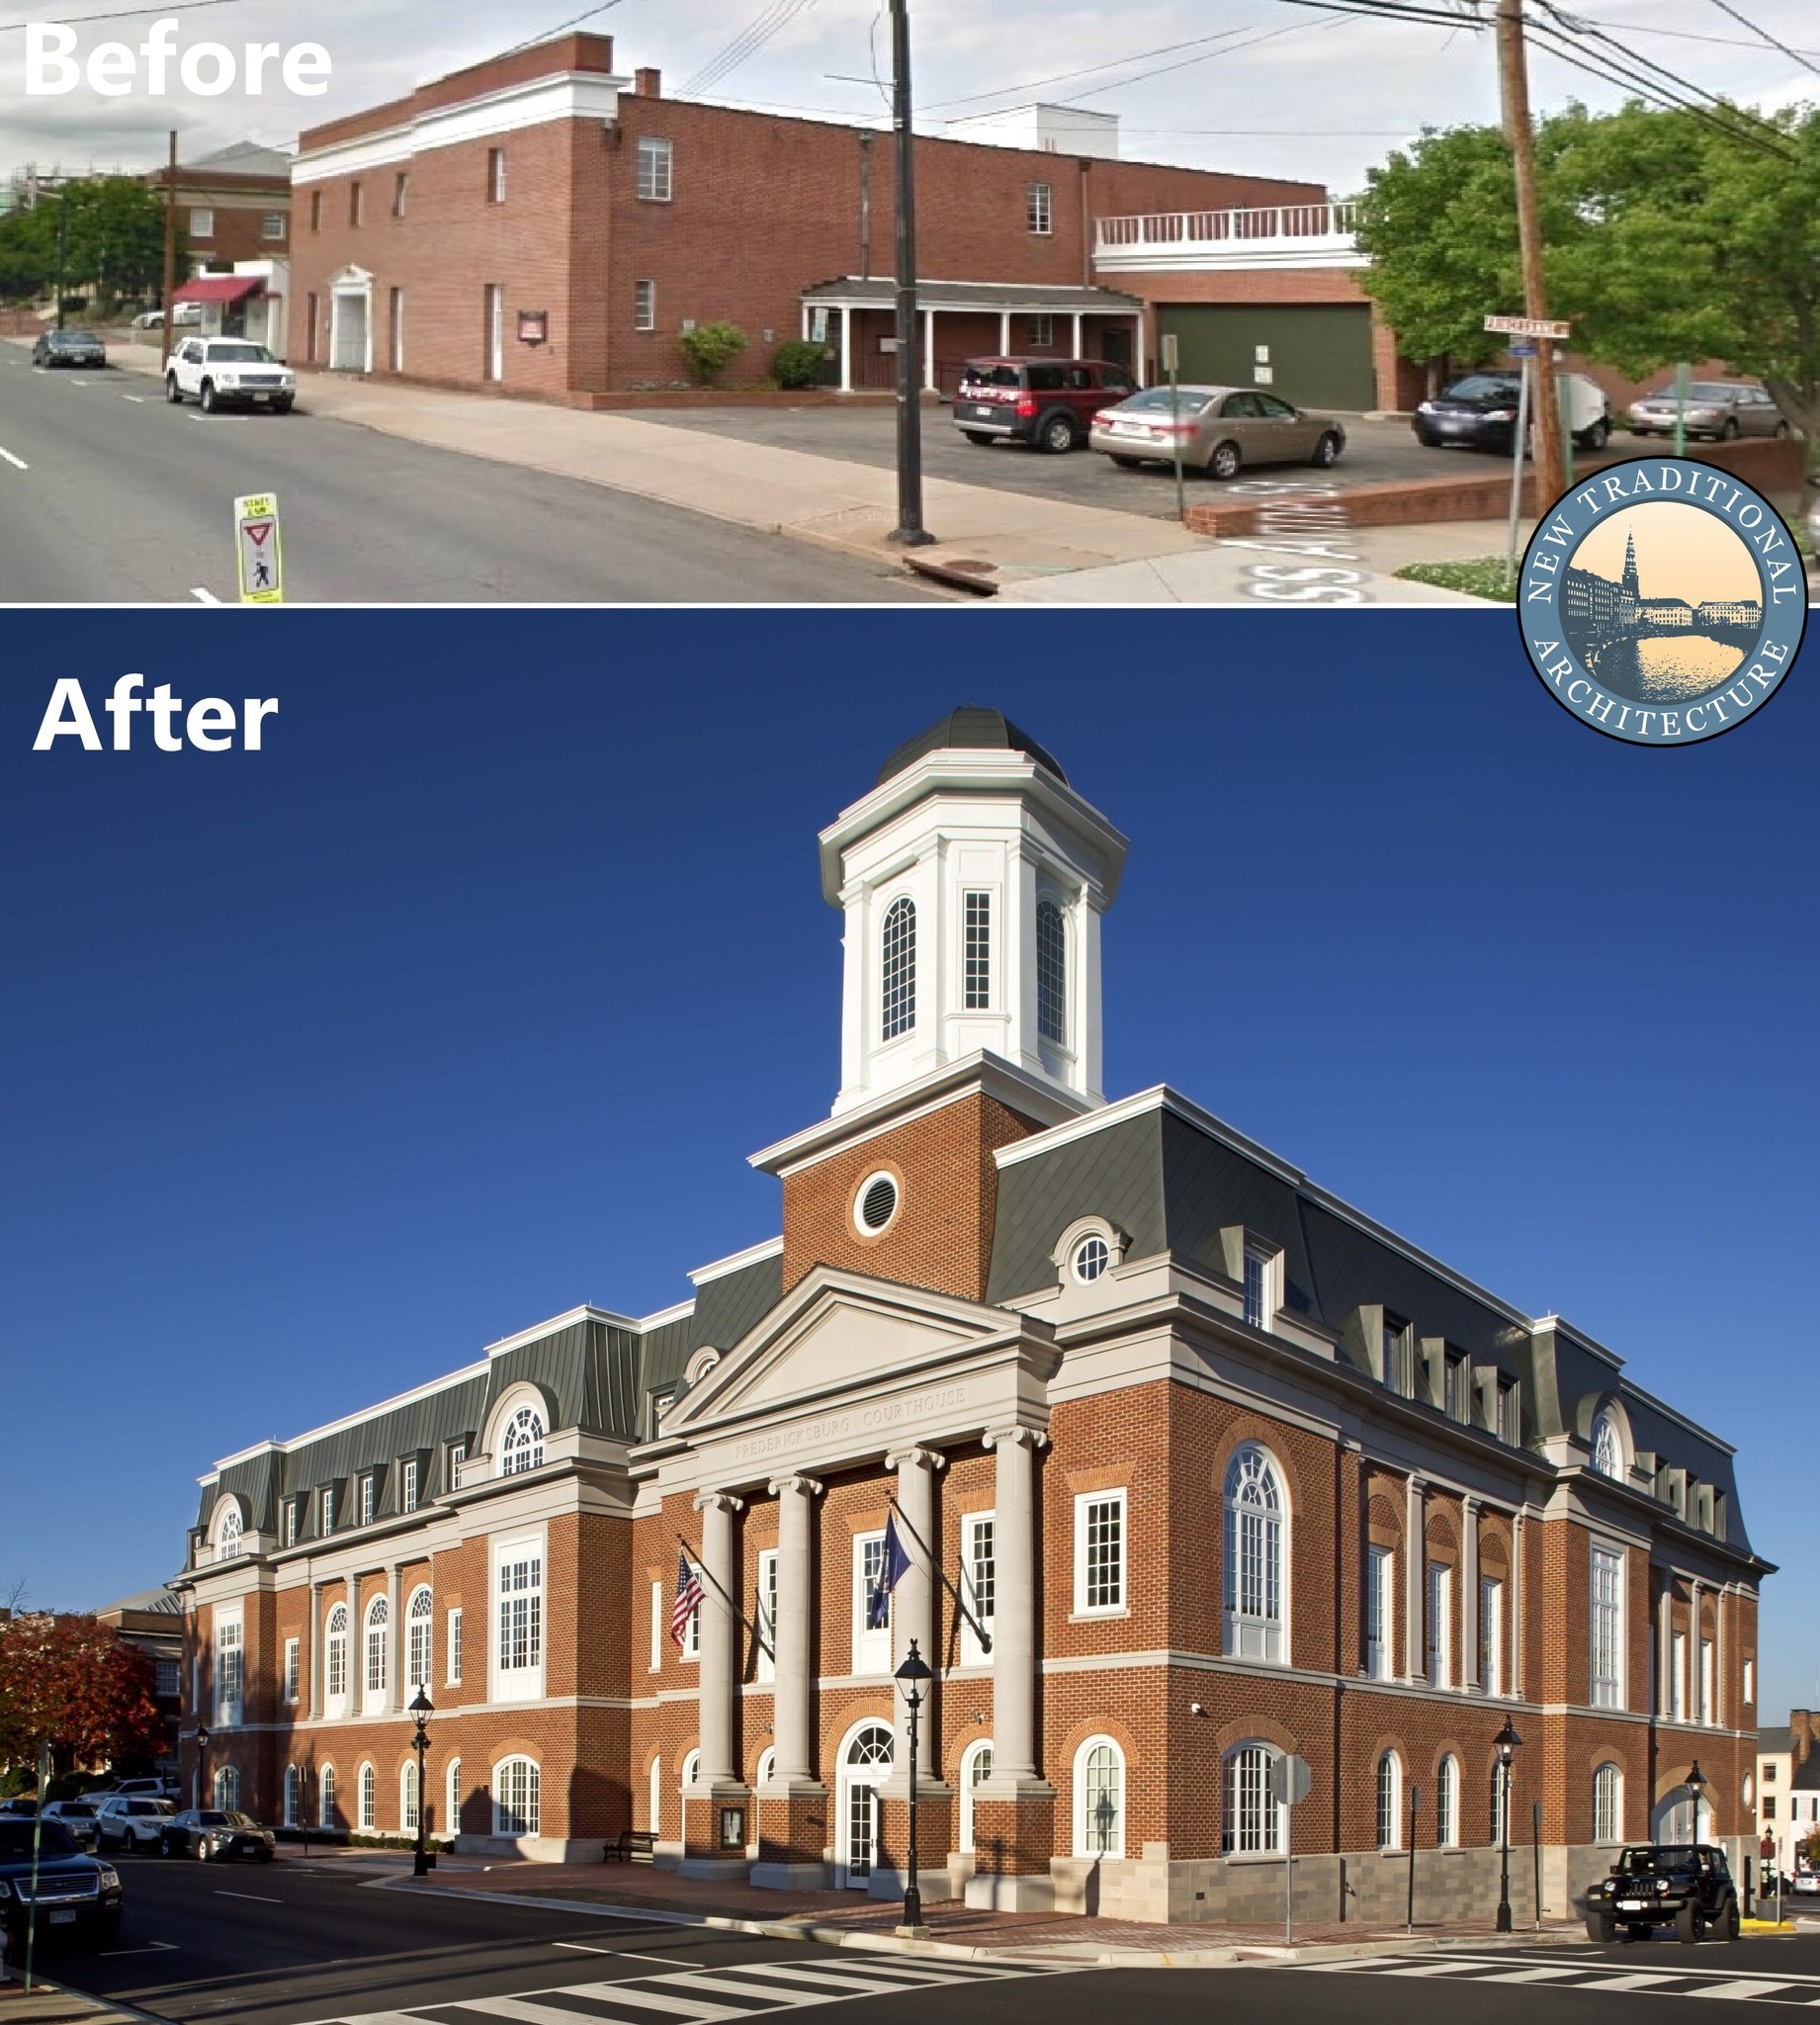 Before
NEW TRADITIONAL
ARCHITECTURE
After
FREDERICKSBURG COURTHOUSE